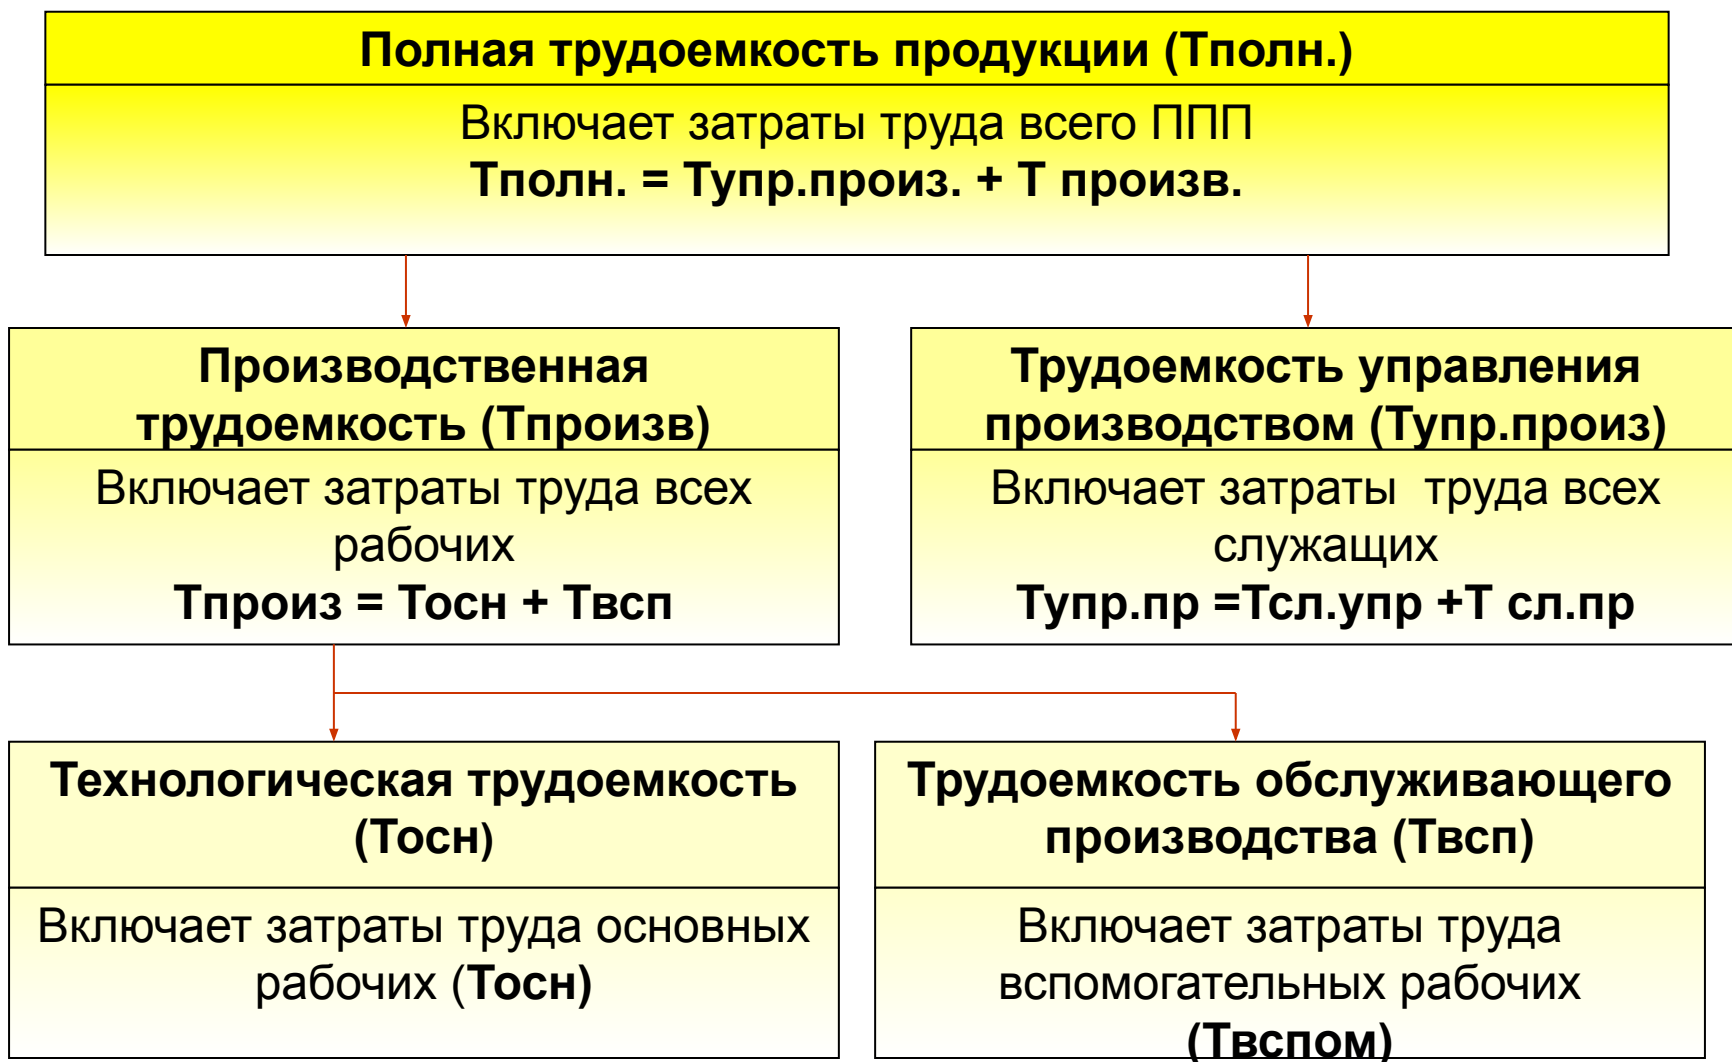 Полная трудоемкость продукции (Тполн.)
Включает затраты труда всего ППП
Тполн. = Тупр.произ. + Т произв.
Производственная
трудоемкость (Тпроизв)
Включает затраты труда всех
рабочих
Тпроиз = Тосн + Твсп
Трудоемкость управления
производством (Тупр.произ)
Включает затраты  труда всех
служащих
Тупр.пр =Тсл.упр +Т сл.пр
Технологическая трудоемкость
(Тосн)
Включает затраты труда основных
рабочих (Тосн)
Трудоемкость обслуживающего
производства (Твсп)
Включает затраты труда
вспомогательных рабочих
(Твспом)